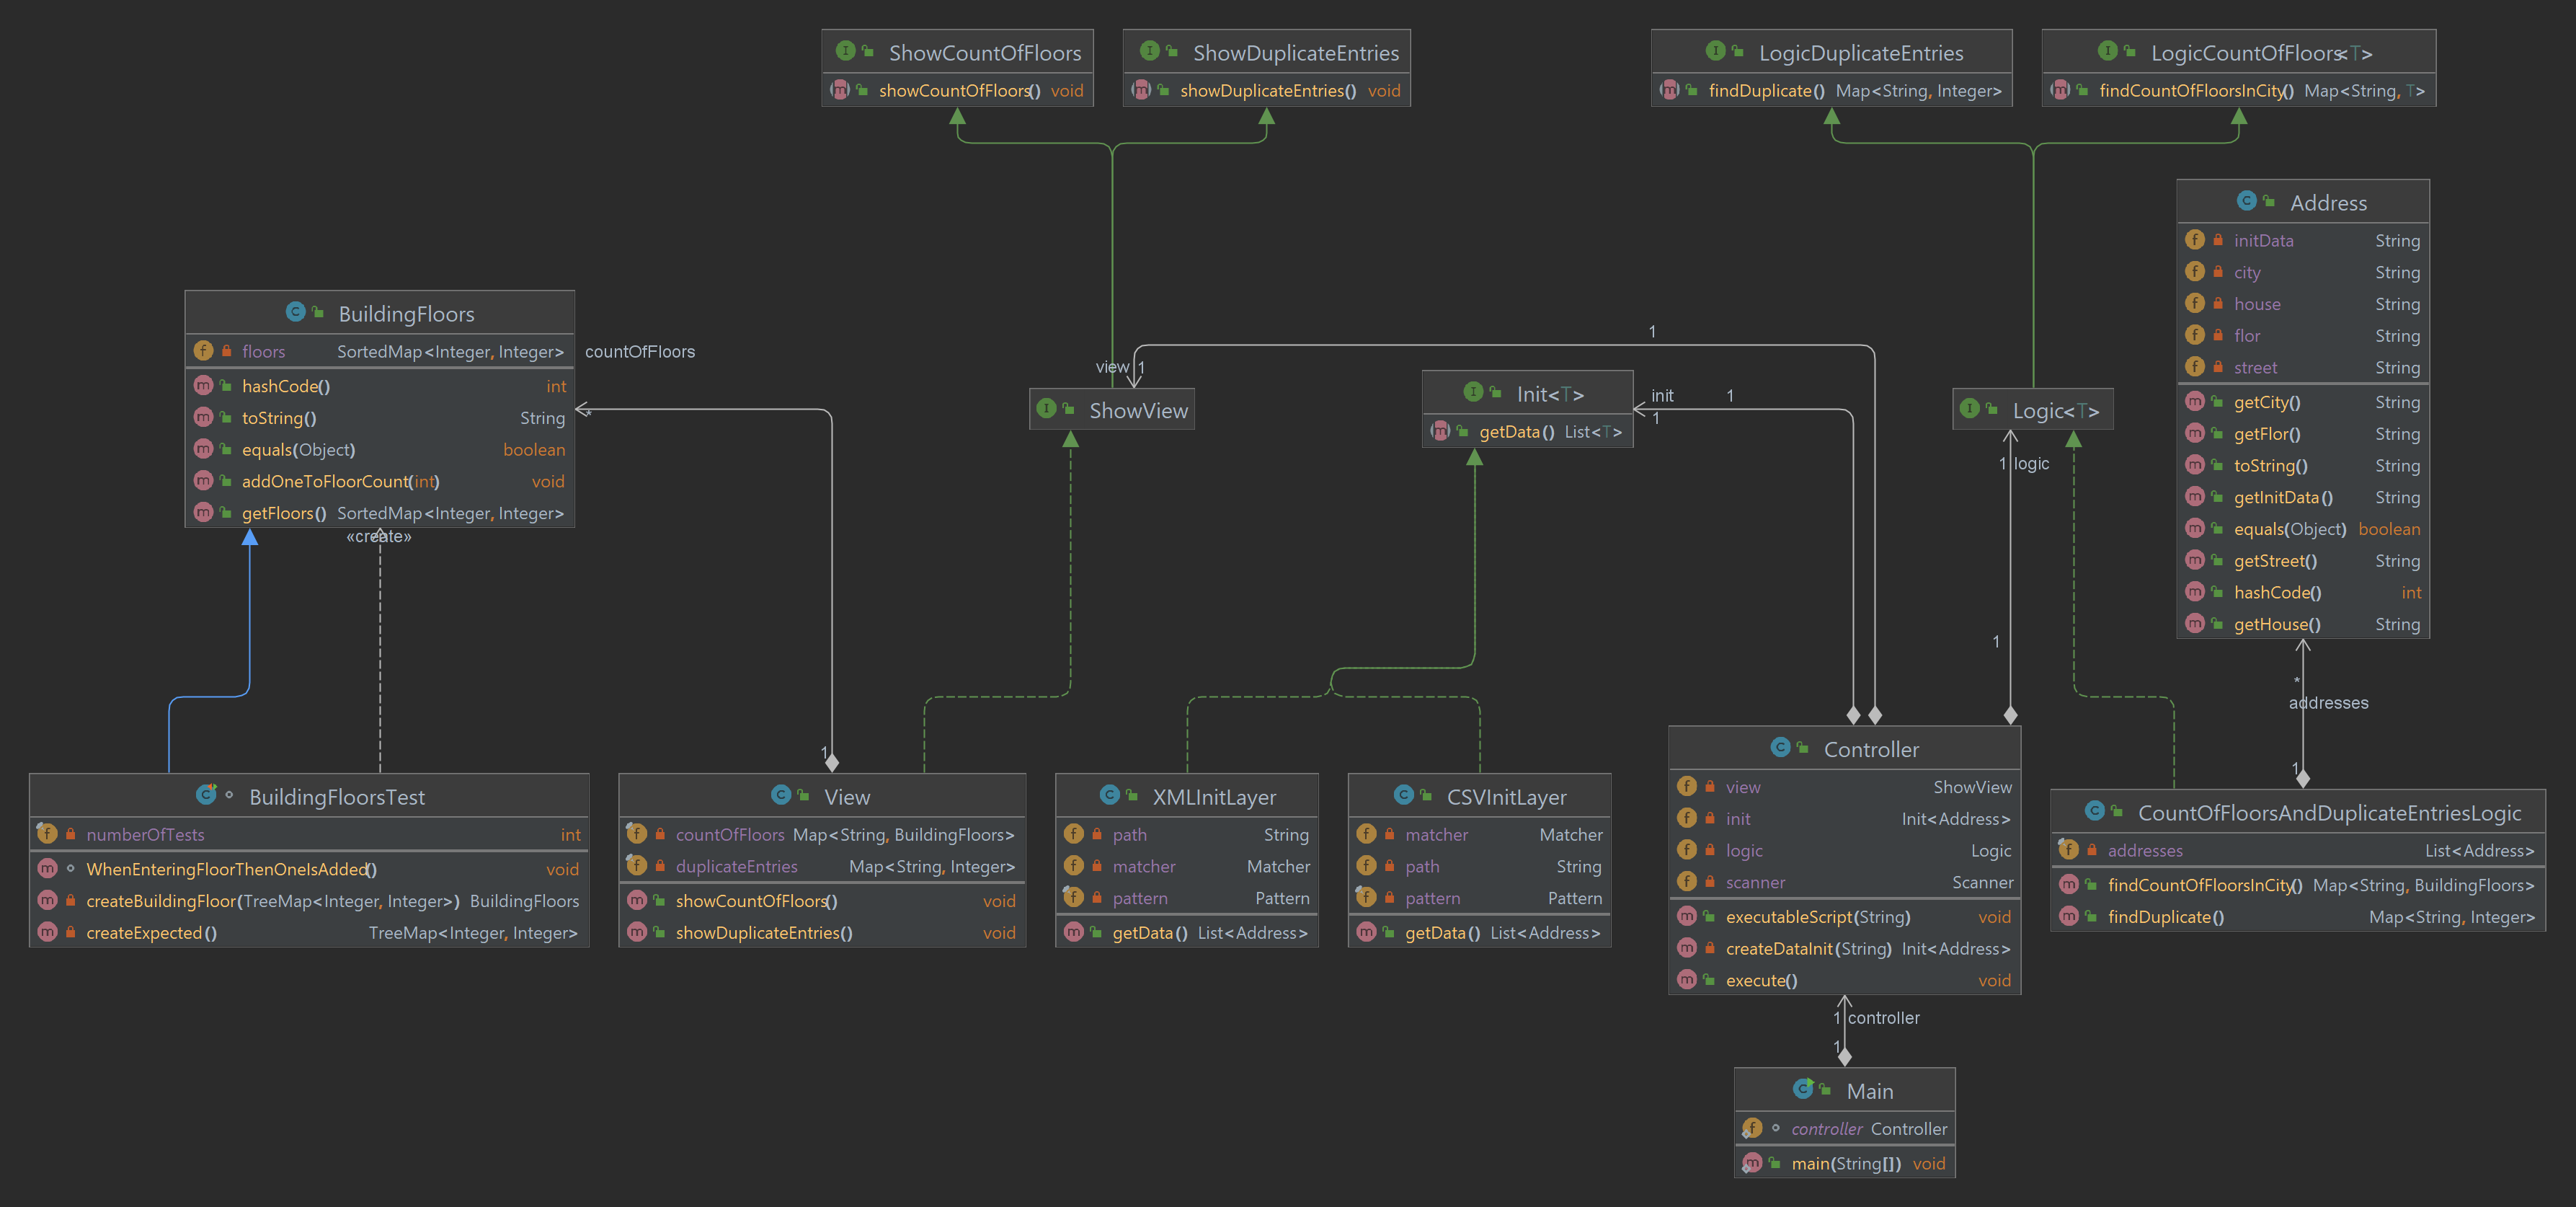 ShowCountOfFloors
showCountOfFloors() void
ShowDuplicateEntries
showDuplicateEntries() void
LogicDuplicateEntries
findDuplicate() Map<String, Integer>
LogicCountOfFloors<T>
findCountOfFloorsInCity() Map<String, T>
Address
initData String
city String
house String
flor String
street String
getCity() String
getFlor() String
toString() String
getInitData() String
equals(Object) boolean
getStreet() String
hashCode() int
getHouse() String
BuildingFloors
floors SortedMap<Integer, Integer>
hashCode() int
toString() String
equals(Object) boolean
addOneToFloorCount(int) void
getFloors() SortedMap<Integer, Integer>
countOfFloors
*
«create»
1
view 1
ShowView
Init<T>
getData() List<T>
init
1
1
Logic<T>
1 logic
1
*
addresses
1
1
BuildingFloorsTest
numberOfTests int
WhenEnteringFloorThenOneIsAdded() void
createBuildingFloor(TreeMap<Integer, Integer>) BuildingFloors
createExpected() TreeMap<Integer, Integer>
View
countOfFloors Map<String, BuildingFloors>
duplicateEntries Map<String, Integer>
showCountOfFloors() void
showDuplicateEntries() void
XMLInitLayer
path String
matcher Matcher
pattern Pattern
getData() List<Address>
CSVInitLayer
matcher Matcher
path String
pattern Pattern
getData() List<Address>
Controller
view ShowView
init Init<Address>
logic Logic
scanner Scanner
executableScript(String) void
createDataInit(String) Init<Address>
execute() void
CountOfFloorsAndDuplicateEntriesLogic
addresses List<Address>
findCountOfFloorsInCity() Map<String, BuildingFloors>
findDuplicate() Map<String, Integer>
1 controller
1
Main
controller Controller
main(String[]) void